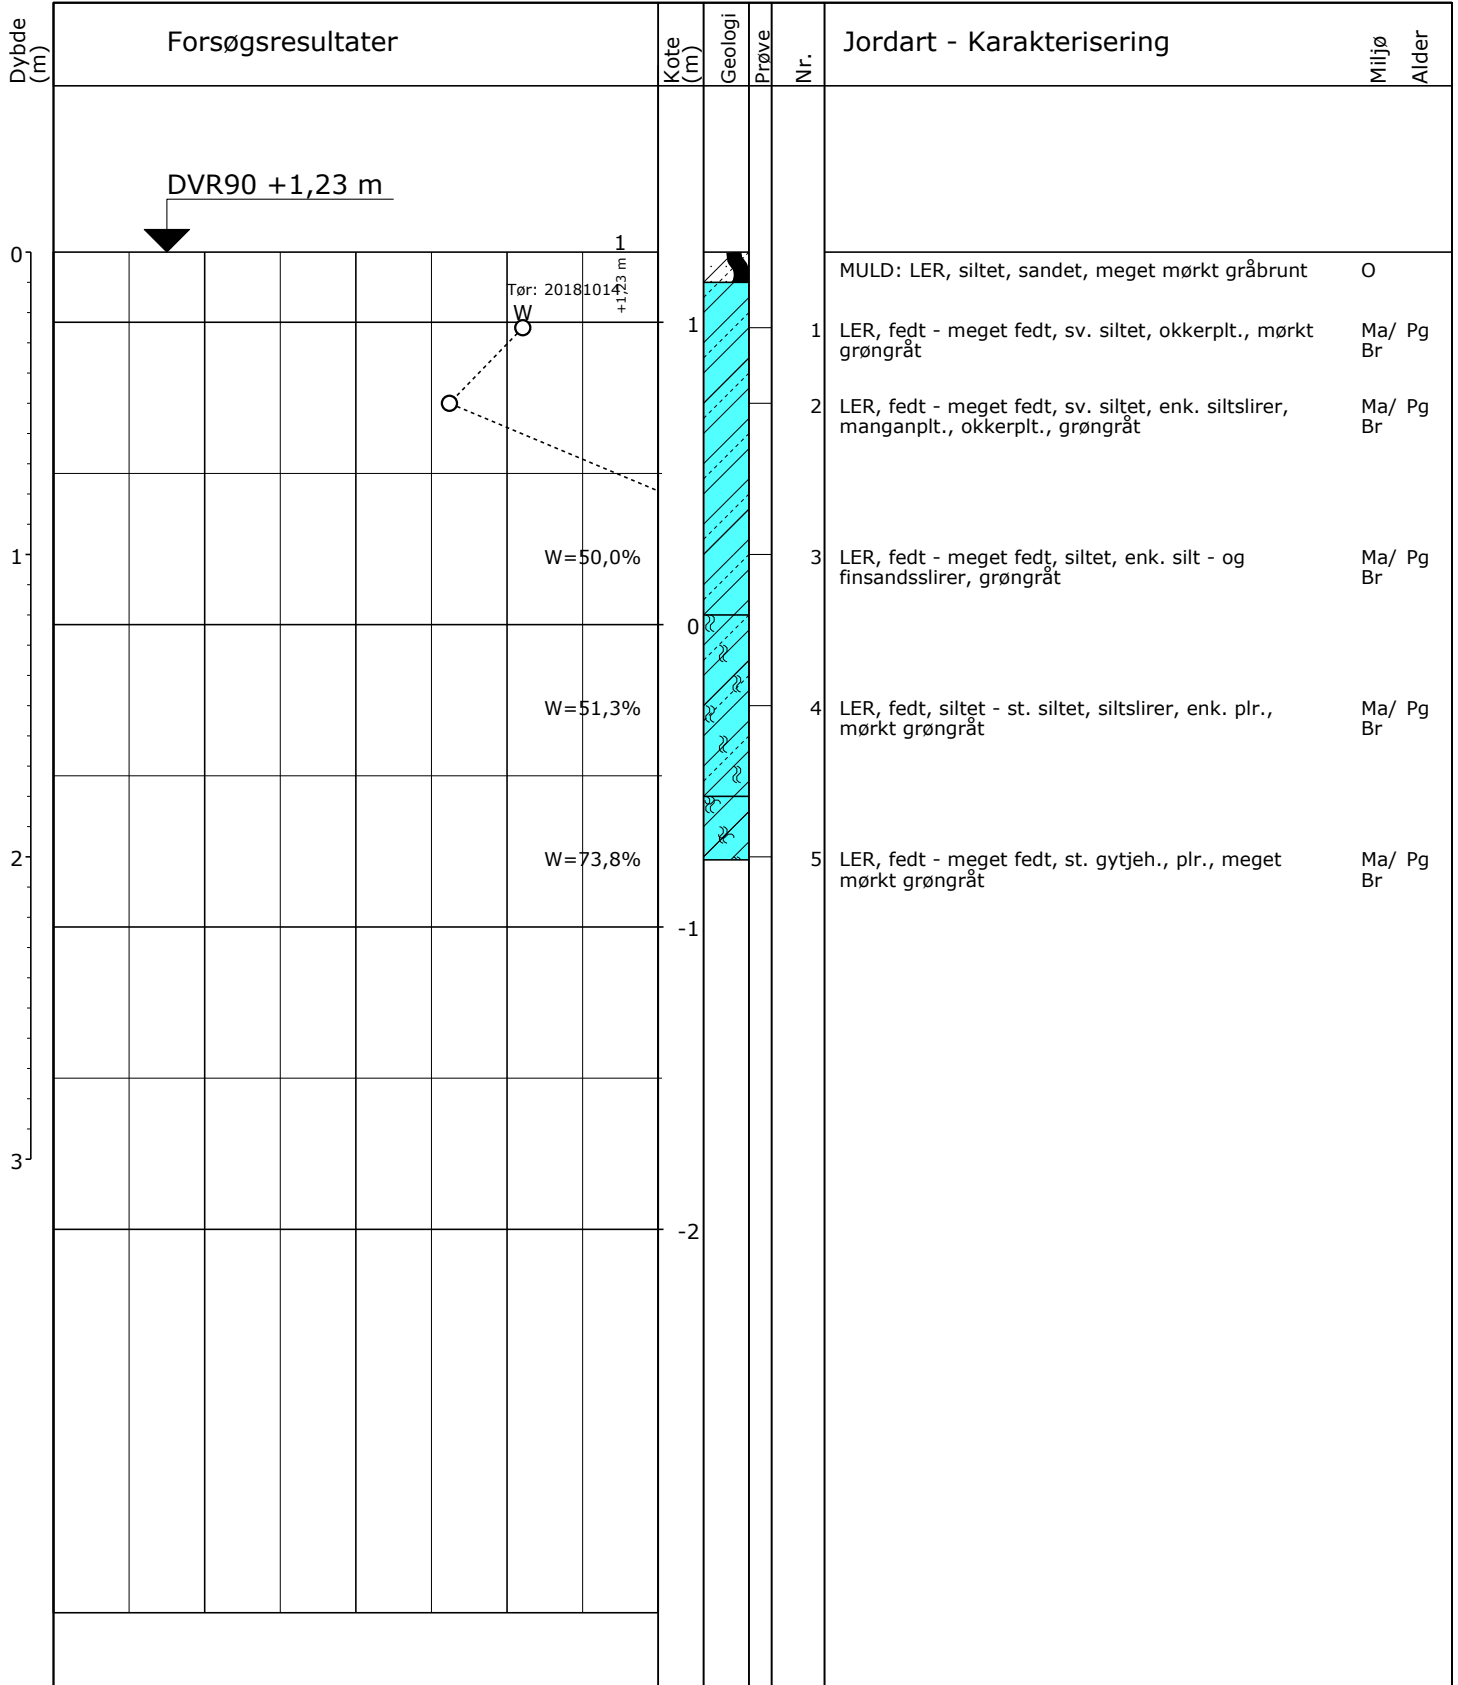 Dybde
(m)
Forsøgsresultater
Kote
(m)
Geologi
Prøve
Nr.
Jordart - Karakterisering
Miljø
Alder
DVR90 +1,23 m
1
+1,23 m
0
MULD: LER, siltet, sandet, meget mørkt gråbrunt O
Tør: 20181014
W
1
1 LER, fedt - meget fedt, sv. siltet, okkerplt., mørkt Ma/ Pg
grøngråt Br
2 LER, fedt - meget fedt, sv. siltet, enk. siltslirer, Ma/ Pg
manganplt., okkerplt., grøngråt Br
1 W=50,0% 3 LER, fedt - meget fedt, siltet, enk. silt - og Ma/ Pg
finsandsslirer, grøngråt Br
0
W=51,3% 4 LER, fedt, siltet - st. siltet, siltslirer, enk. plr., Ma/ Pg
mørkt grøngråt Br
2 W=73,8% 5 LER, fedt - meget fedt, st. gytjeh., plr., meget Ma/ Pg
mørkt grøngråt Br
-1
3
-2